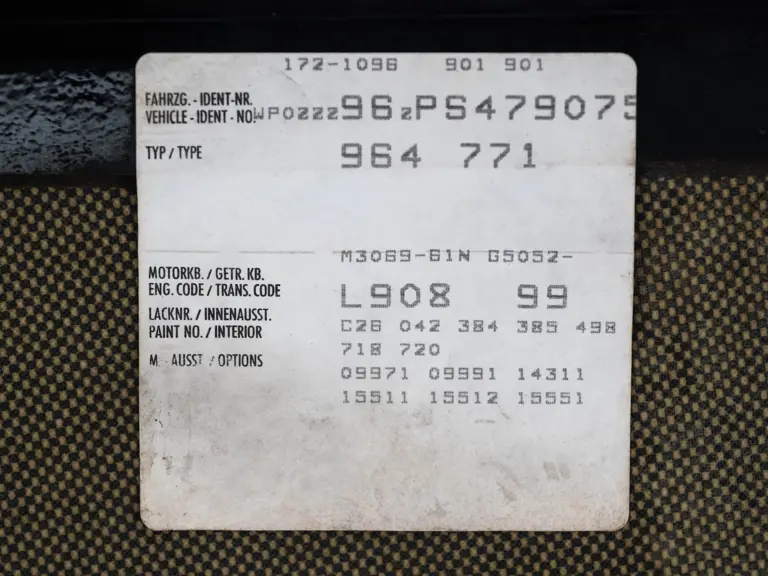 172-1096 901 901
FAHRZG.-IDENT-NR.
VEHICLE-IDENT-NO. WP0ZZZ96ZPS479075
TYP / TYPE 964 771
MOTORKB. / GETR. KB. M3069-61N G5052-
ENG. CODE / TRANS. CODE
LACKNR. / INNENAUSST. L908 99
PAINT NO. / INTERIOR C26 042 384 385 498
718 720
M-AUSST / OPTIONS 09971 09991 14311
15511 15512 15551